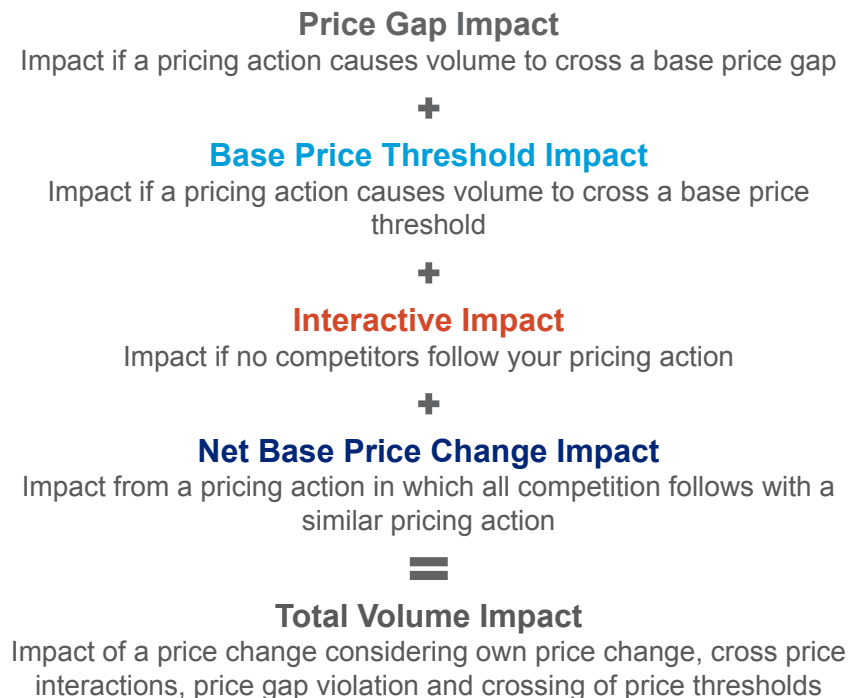 Price Gap Impact
Impact if a pricing action causes volume to cross a base price gap
+
Base Price Threshold Impact
Impact if a pricing action causes volume to cross a base price
threshold
+
Interactive Impact
Impact if no competitors follow your pricing action
+
Net Base Price Change Impact
Impact from a pricing action in which all competition follows with a
similar pricing action
=
Total Volume Impact
Impact of a price change considering own price change, cross price
interactions, price gap violation and crossing of price thresholds